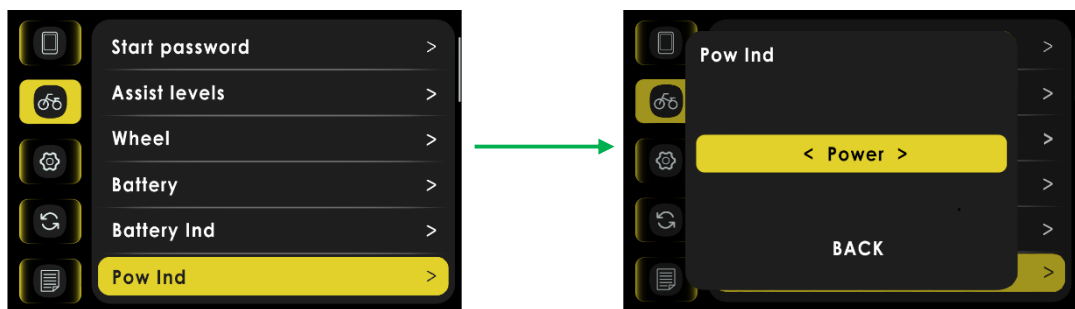 Start password >
Assist levels >
Wheel >
Battery >
Battery Ind >
Pow Ind >
Pow Ind
< Power >
BACK
>
>
>
>
>
>